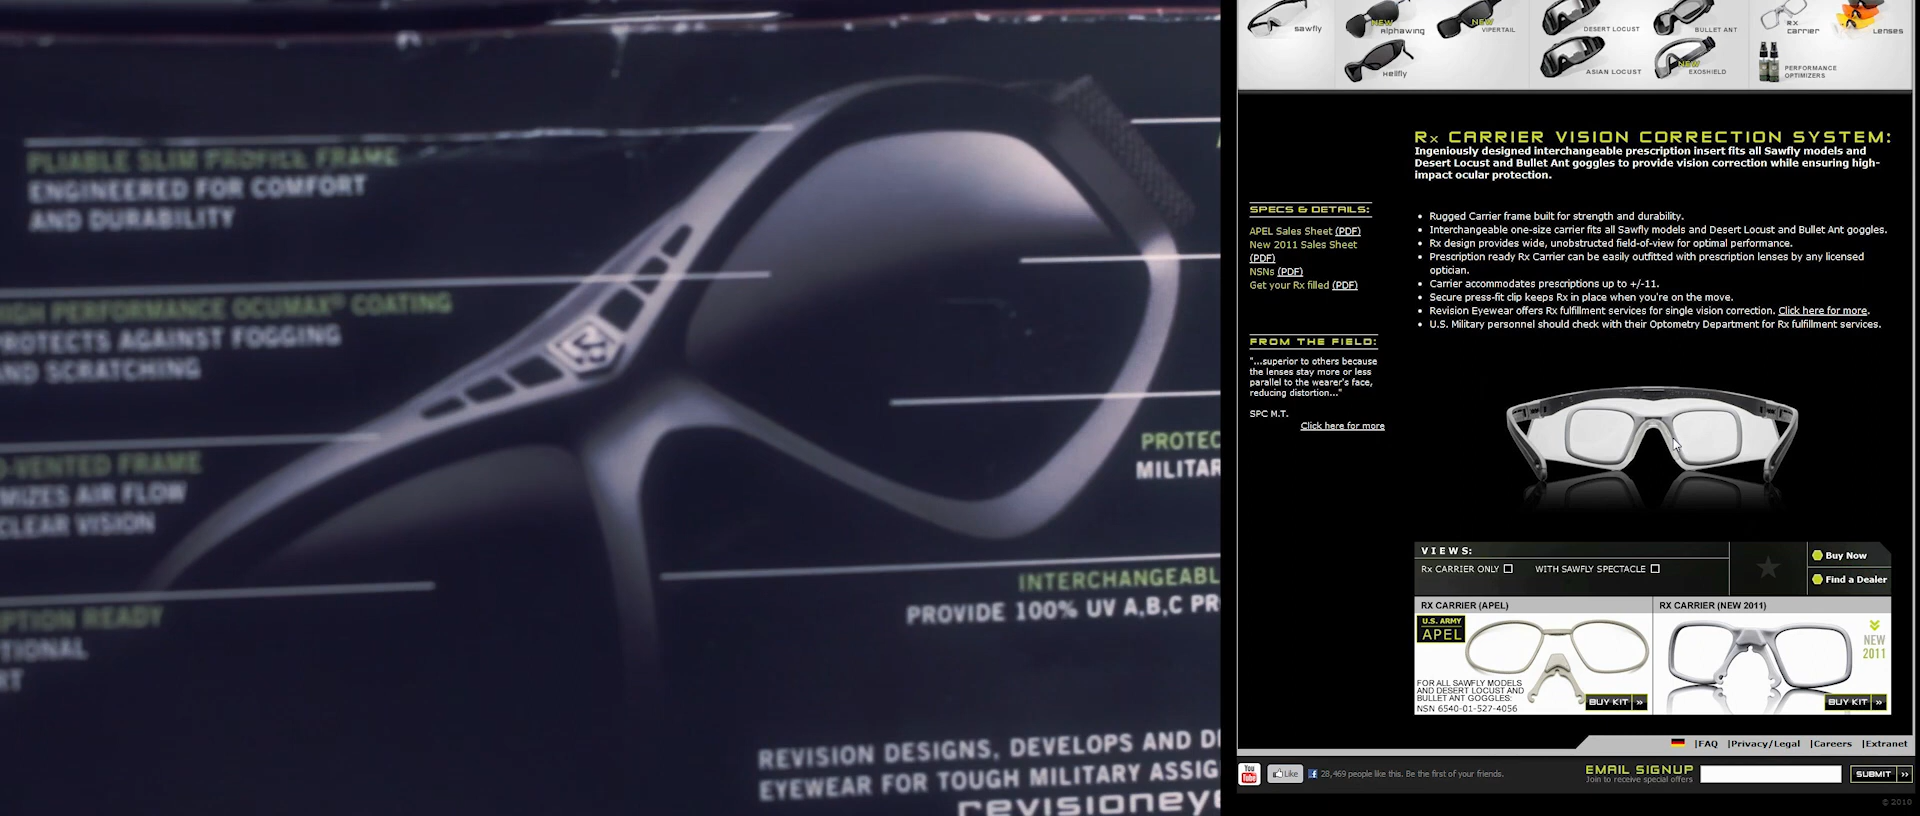 PLIABLE SLIM PROFILE FRAME
ENGINEERED FOR COMFORT
AND DURABILITY
HIGH PERFORMANCE OCUMAX® COATING
PROTECTS AGAINST FOGGING
AND SCRATCHING
-VENTED FRAME
MIZES AIR FLOW
CLEAR VISION
PTION READY
TIONAL
RT
PROTEC
MILITAR
INTERCHANGEABL
PROVIDE 100% UV A,B,C PR
REVISION DESIGNS, DEVELOPS AND D
EYEWEAR FOR TOUGH MILITARY ASSIG
revisioneye
sawfly
NEW
Alphawing
NEW
VIPERTAIL
Hellfly
DESERT LOCUST
BULLET ANT
ASIAN LOCUST
NEW
EXOSHIELD
Rx
carrier
Lenses
PERFORMANCE
OPTIMIZERS
Rx CARRIER VISION CORRECTION SYSTEM:
Ingeniously designed interchangeable prescription insert fits all Sawfly models and
Desert Locust and Bullet Ant goggles to provide vision correction while ensuring high-
impact ocular protection.
SPECS & DETAILS:
APEL Sales Sheet (PDF)
New 2011 Sales Sheet
(PDF)
NSNs (PDF)
Get your Rx filled (PDF)
FROM THE FIELD:
"...superior to others because
the lenses stay more or less
parallel to the wearer's face,
reducing distortion..."
SPC M.T.
Click here for more
• Rugged Carrier frame built for strength and durability.
• Interchangeable one-size carrier fits all Sawfly models and Desert Locust and Bullet Ant goggles.
• Rx design provides wide, unobstructed field-of-view for optimal performance.
• Prescription ready Rx Carrier can be easily outfitted with prescription lenses by any licensed
optician.
• Carrier accommodates prescriptions up to +/-11.
• Secure press-fit clip keeps Rx in place when you're on the move.
• Revision Eyewear offers Rx fulfillment services for single vision correction. Click here for more.
• U.S. Military personnel should check with their Optometry Department for Rx fulfillment services.
VIEWS:
Rx CARRIER ONLY
WITH SAWFLY SPECTACLE
Buy Now
Find a Dealer
RX CARRIER (APEL)
U.S. ARMY
APEL
FOR ALL SAWFLY MODELS
AND DESERT LOCUST AND
BULLET ANT GOGGLES:
NSN 6540-01-527-4056
BUY KIT »
RX CARRIER (NEW 2011)
NEW
2011
BUY KIT »
|FAQ |Privacy/Legal |Careers |Extranet
You
Tube
Like
28,469 people like this. Be the first of your friends.
EMAIL SIGNUP
Join to receive special offers
SUBMIT »
© 2010